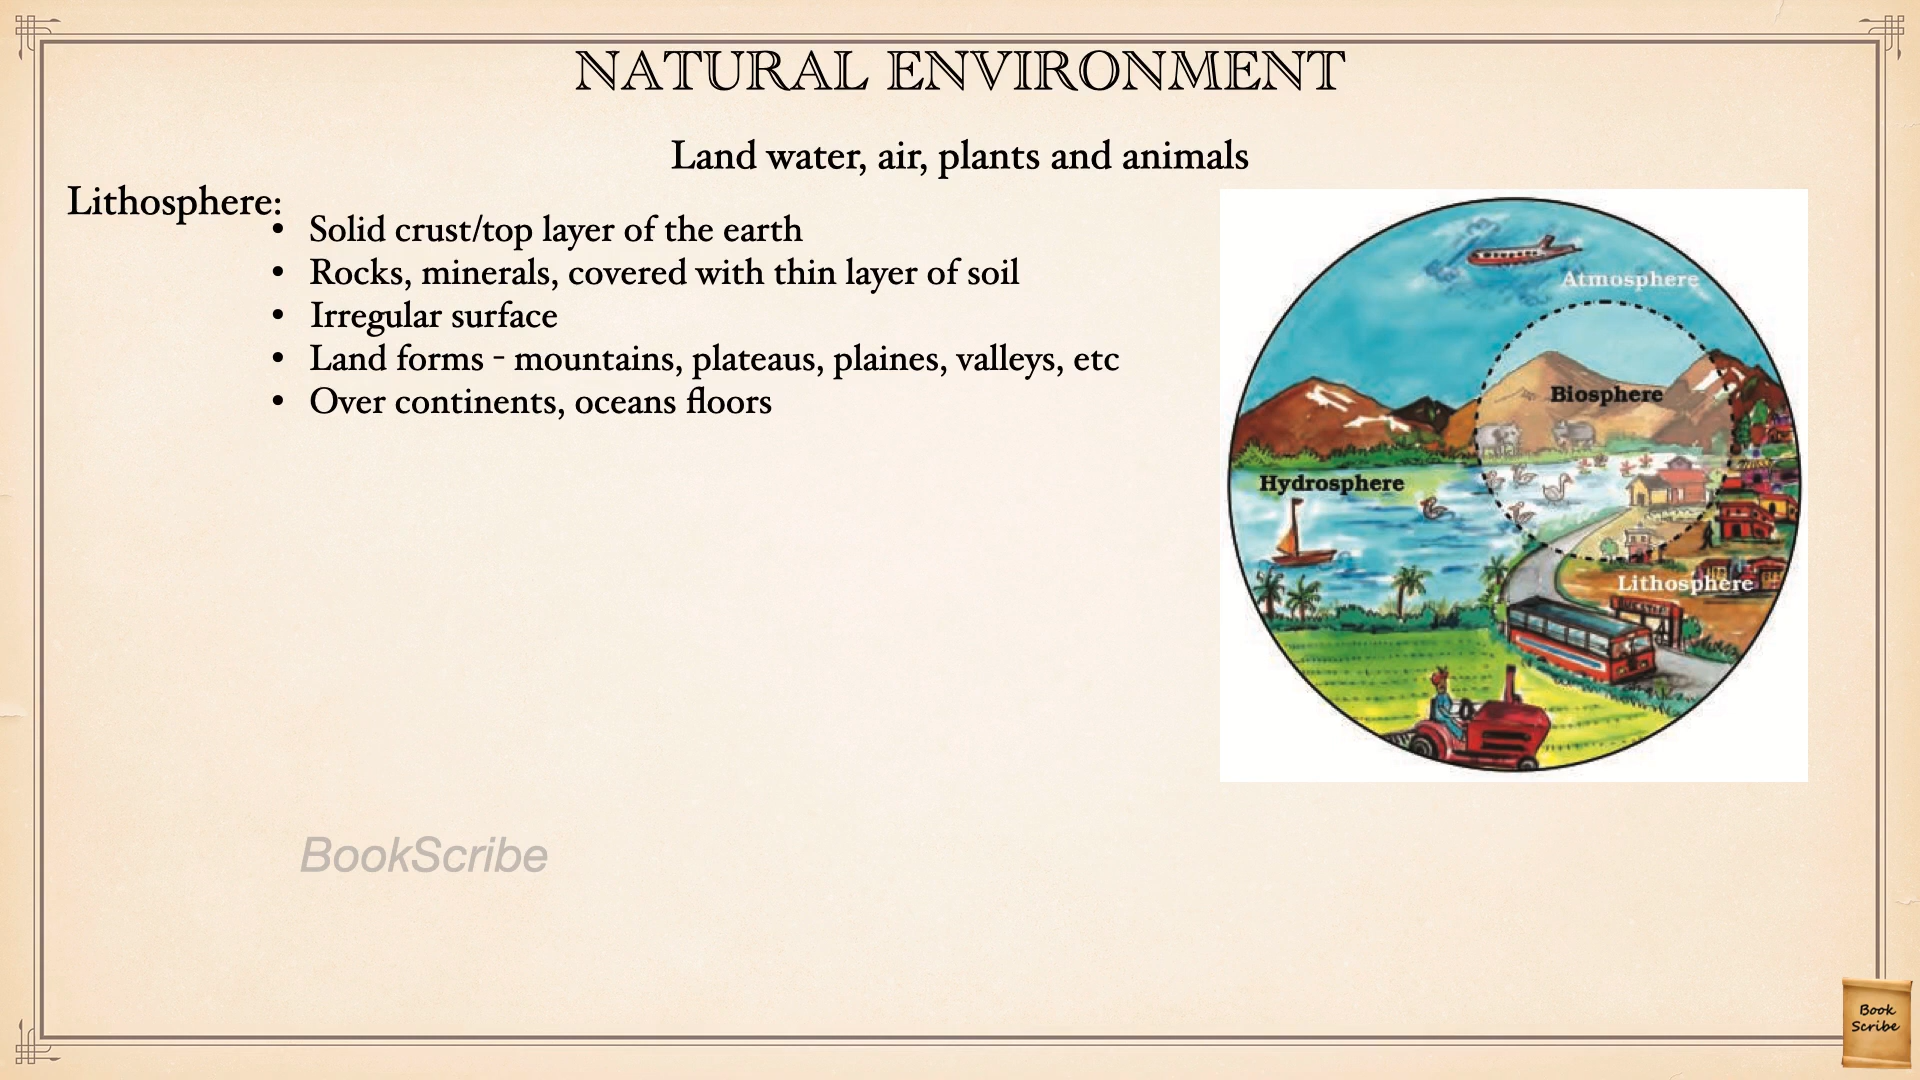 NATURAL ENVIRONMENT
Land water, air, plants and animals
Lithosphere:
• Solid crust/top layer of the earth
• Rocks, minerals, covered with thin layer of soil
• Irregular surface
• Land forms - mountains, plateaus, plaines, valleys, etc
• Over continents, oceans floors
Atmosphere
Biosphere
Hydrosphere
Lithosphere
BookScribe
Book
Scribe